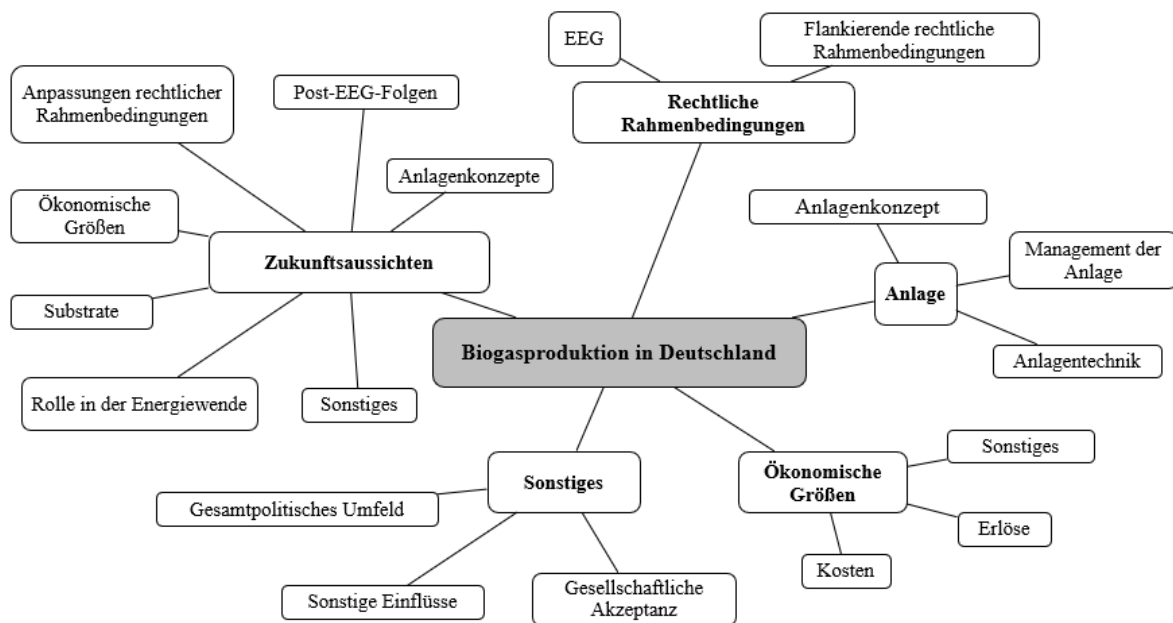 EEG
Flankierende rechtliche
Rahmenbedingungen
Rechtliche
Rahmenbedingungen
Anpassungen rechtlicher
Rahmenbedingungen
Post-EEG-Folgen
Anlagenkonzepte
Ökonomische
Größen
Zukunftsaussichten
Substrate
Rolle in der Energiewende
Sonstiges
Anlagenkonzept
Management der
Anlage
Anlage
Anlagentechnik
Biogasproduktion in Deutschland
Sonstiges
Gesamtpolitisches Umfeld
Sonstige Einflüsse
Gesellschaftliche
Akzeptanz
Ökonomische
Größen
Sonstiges
Erlöse
Kosten